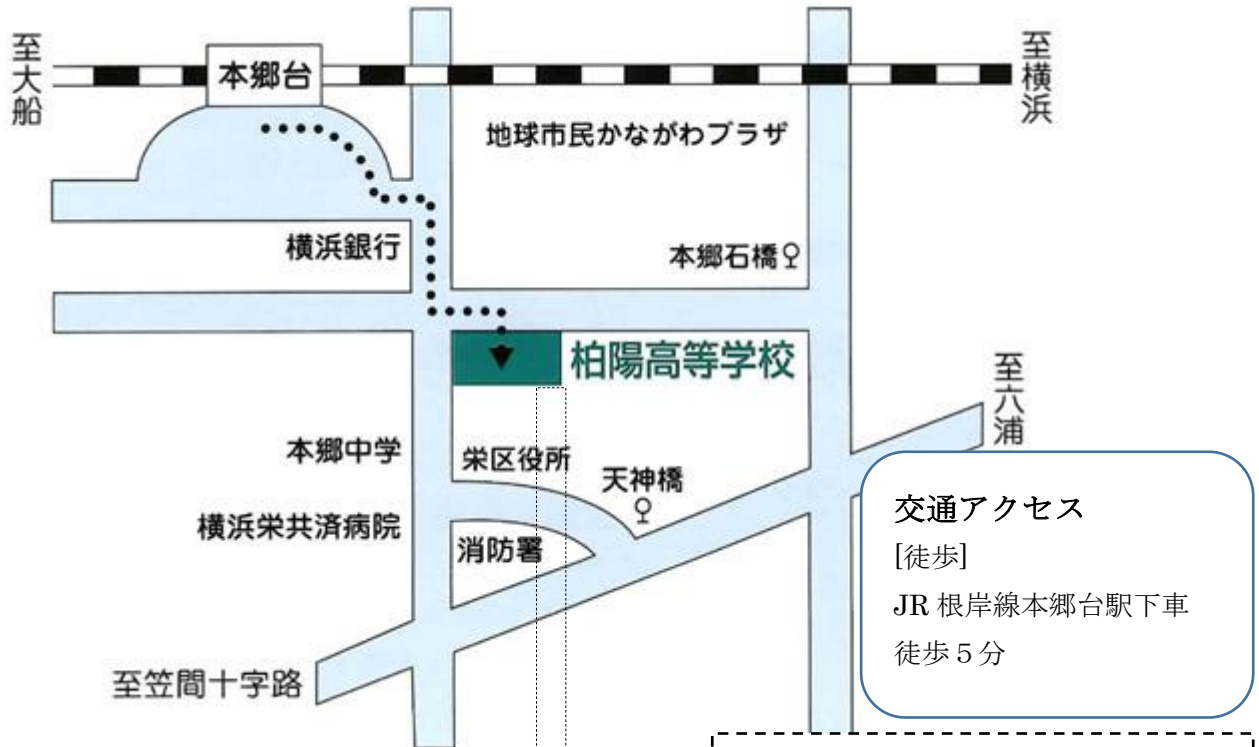 至大船
本郷台
至横浜
地球市民かながわプラザ
横浜銀行
本郷石橋
柏陽高等学校
至六浦
本郷中学
栄区役所
天神橋
横浜栄共済病院
消防署
至笠間十字路
交通アクセス
[徒歩]
JR 根岸線本郷台駅下車
徒歩５分